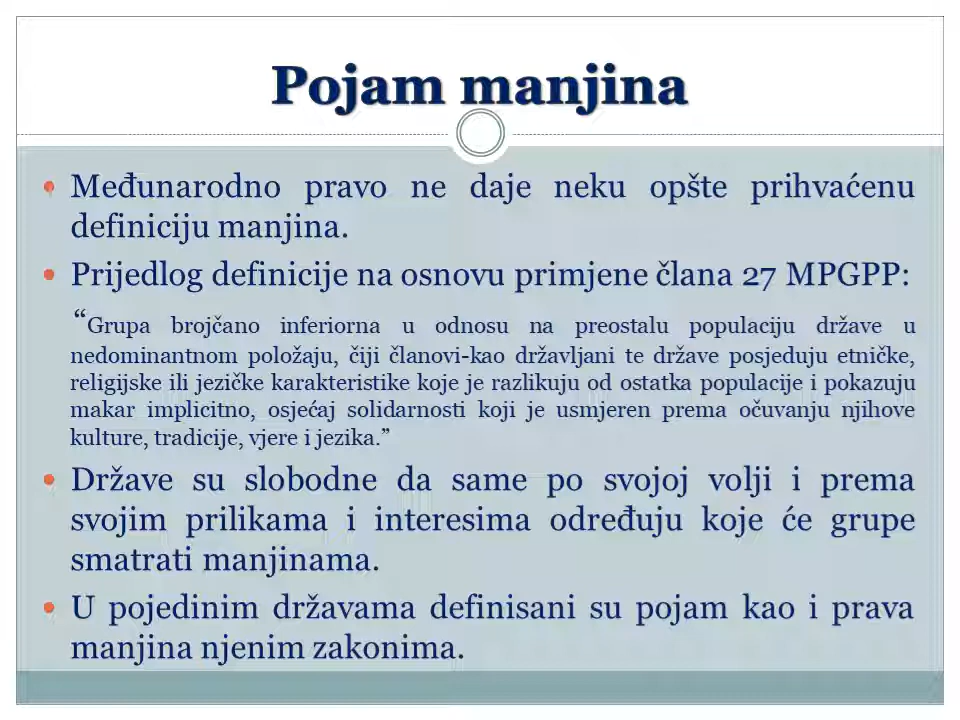 Pojam manjina
Međunarodno pravo ne daje neku opšte prihvaćenu
definiciju manjina.
Prijedlog definicije na osnovu primjene člana 27 MPGPP:
“Grupa brojčano inferiorna u odnosu na preostalu populaciju države u
nedominantnom položaju, čiji članovi-kao državljani te države posjeduju etničke,
religijske ili jezičke karakteristike koje je razlikuju od ostatka populacije i pokazuju
makar implicitno, osjećaj solidarnosti koji je usmjeren prema očuvanju njihove
kulture, tradicije, vjere i jezika.”
Države su slobodne da same po svojoj volji i prema
svojim prilikama i interesima određuju koje će grupe
smatrati manjinama.
U pojedinim državama definisani su pojam kao i prava
manjina njenim zakonima.